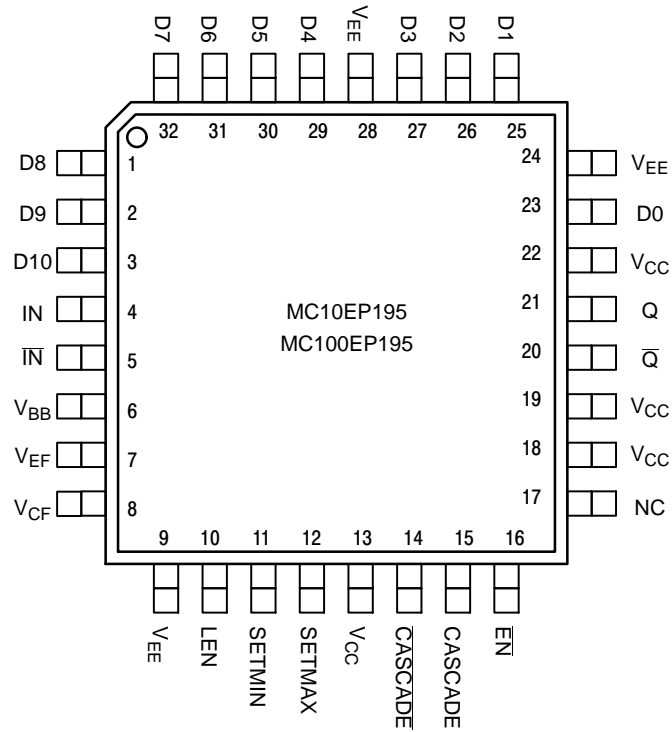 D7 D6 D5 D4 VEE D3 D2 D1
32 31 30 29 28 27 26 25
D8 1 24 VEE
D9 2 23 D0
D10 3 22 VCC
IN 4 MC10EP195 21 Q
I̅N̅ 5 MC100EP195 20 Q̅
VBB 6 19 VCC
VEF 7 18 VCC
VCF 8 17 NC
9 10 11 12 13 14 15 16
VEE LEN SETMIN SETMAX VCC C̅A̅S̅C̅A̅D̅E̅ CASCADE E̅N̅